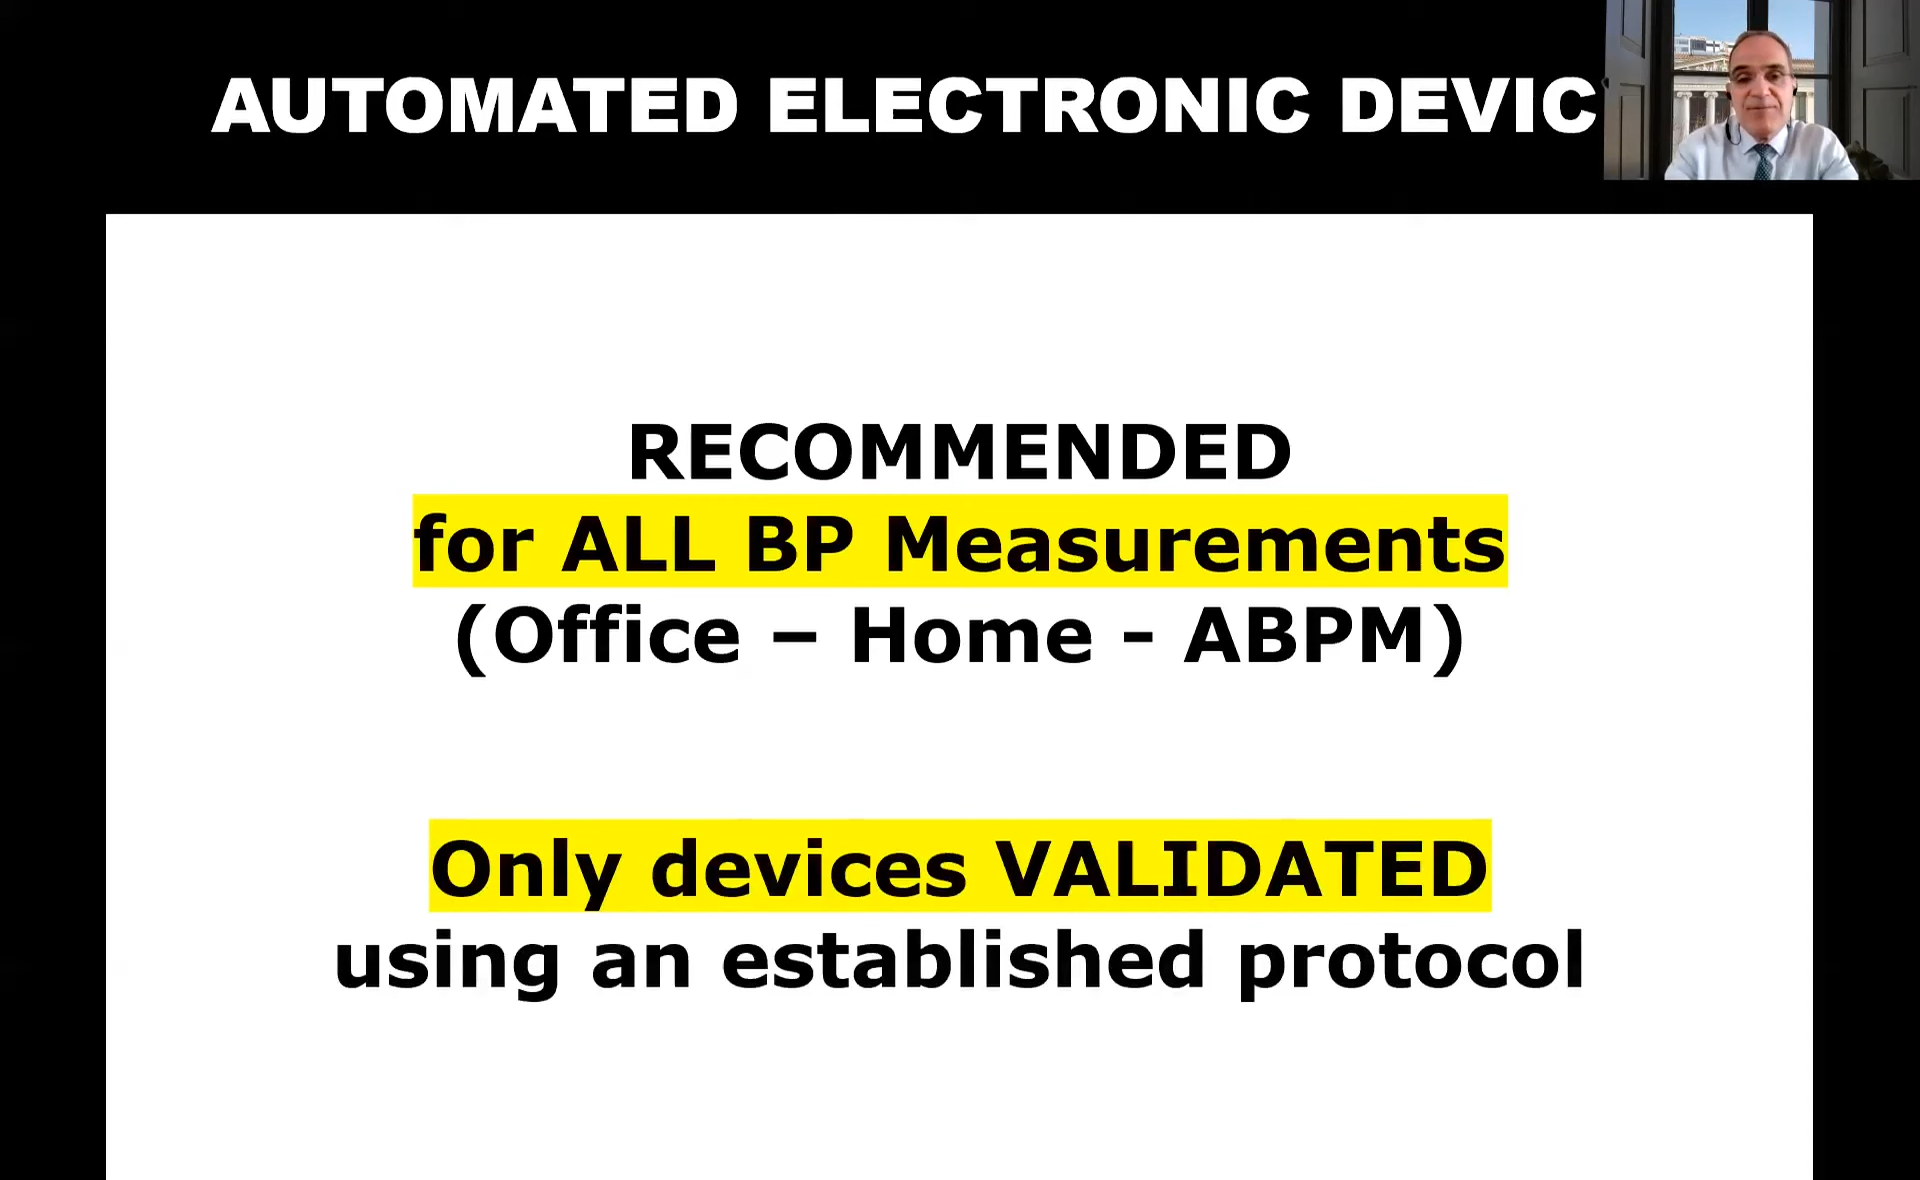 AUTOMATED ELECTRONIC DEVIC
RECOMMENDED
for ALL BP Measurements
(Office – Home - ABPM)
Only devices VALIDATED
using an established protocol